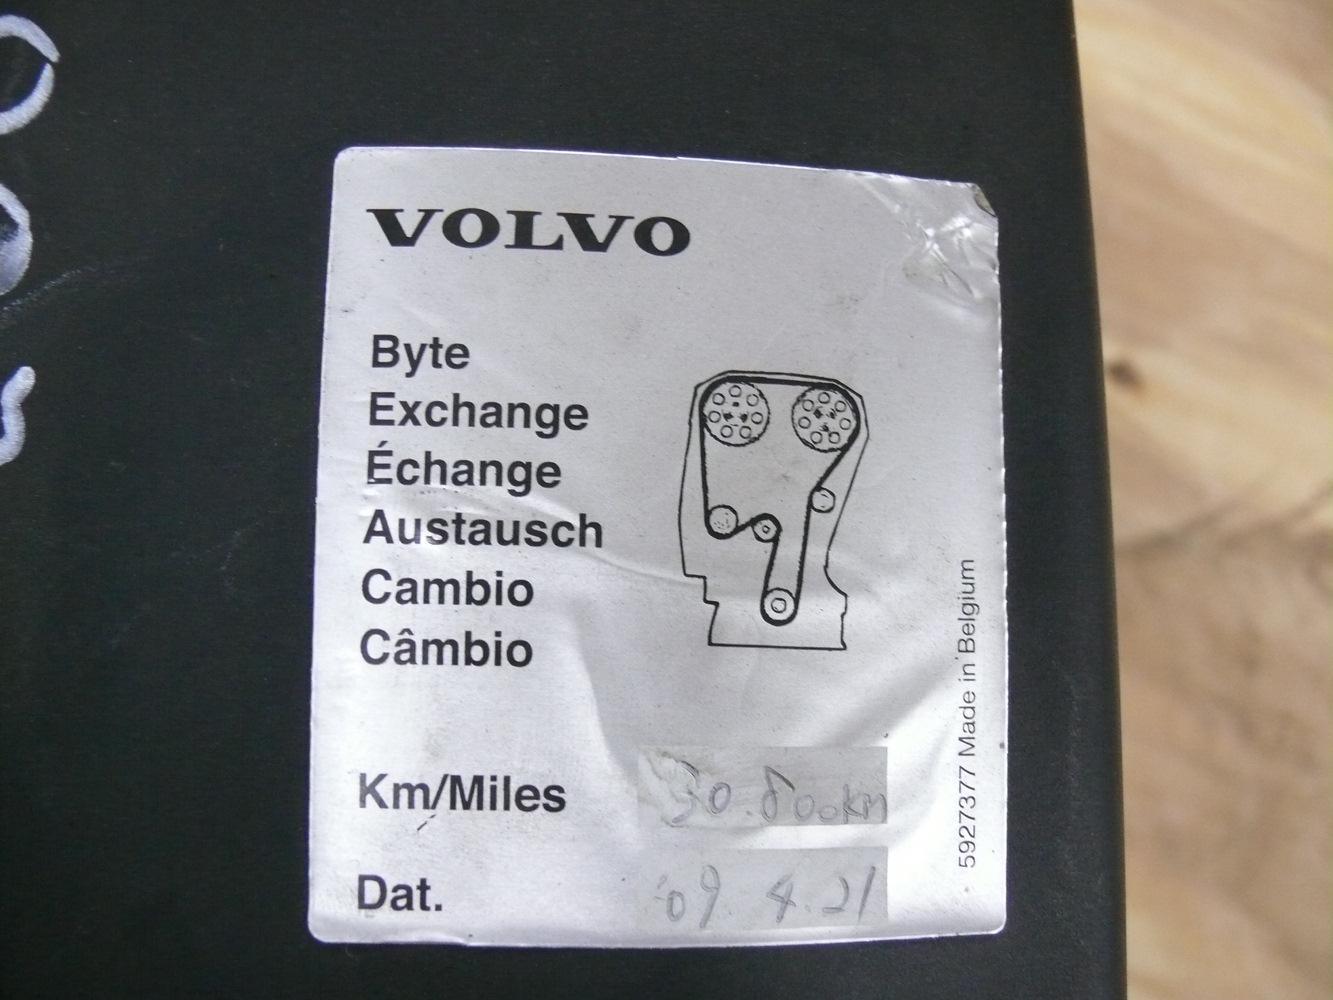 VOLVO
Byte
Exchange
Échange
Austausch
Cambio
Câmbio
Km/Miles 30.800km
Dat. '09. 4.21
5927377 Made in Belgium